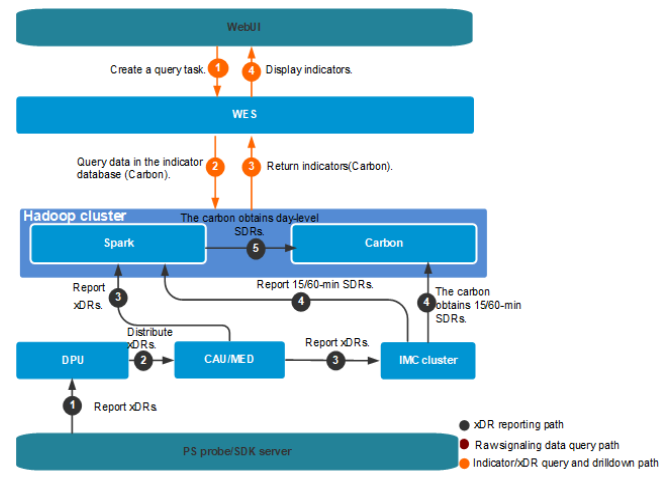 WebUI
Create a query task. 1
4 Display indicators.
WES
Query data in the indicator
database (Carbon).
2
3 Return indicators(Carbon).
Hadoop cluster
The carbon obtains day-level
SDRs.
Spark
5
Carbon
Report
xDRs.
3
Report 15/60-min SDRs.
4
4 The carbon
obtains 15/60-min
SDRs.
Distribute
xDRs.
Report xDRs.
DPU
2
CAU/MED
3
IMC cluster
1 Report xDRs.
PS probe/SDK server
xDR reporting path
Rawsignaling data query path
Indicator/xDR query and drilldown path